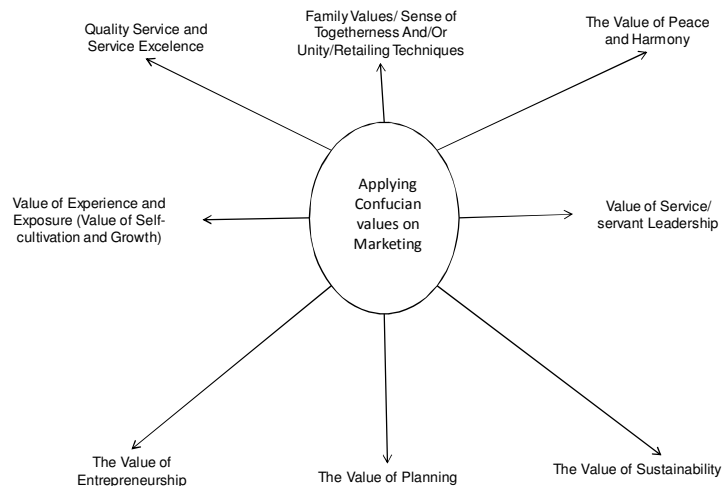 Quality Service and
Service Excelence
Family Values/ Sense of
Togetherness And/Or
Unity/Retailing Techniques
The Value of Peace
and Harmony
Applying
Confucian
values on
Marketing
Value of Experience and
Exposure (Value of Self-
cultivation and Growth)
Value of Service/
servant Leadership
The Value of
Entrepreneurship
The Value of Planning
The Value of Sustainability